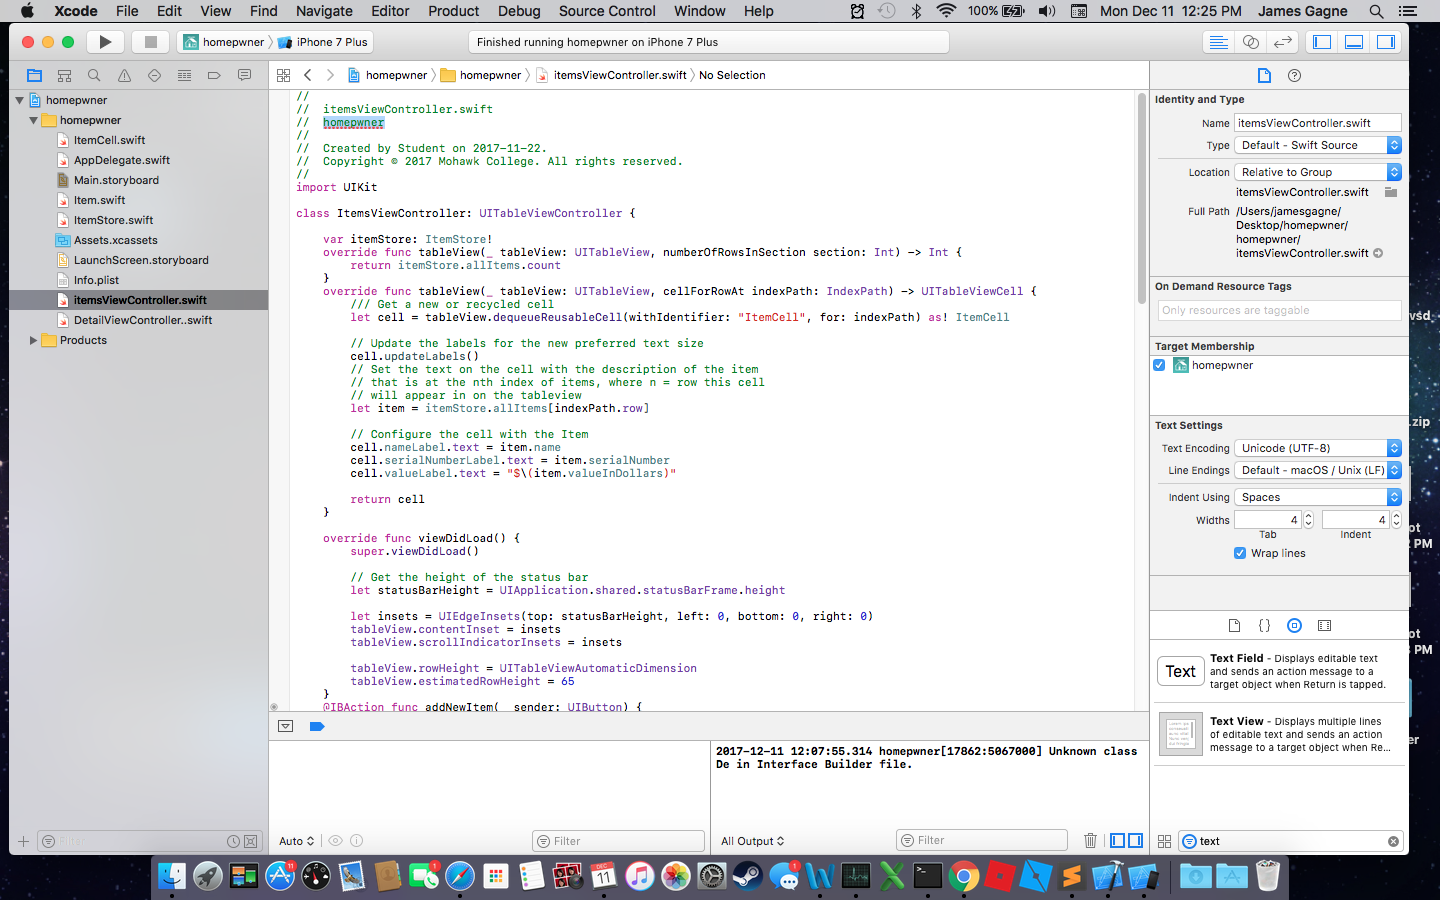 Xcode File Edit View Find Navigate Editor Product Debug Source Control Window Help 100% Mon Dec 11 12:25 PM James Gagne
homepwner iPhone 7 Plus Finished running homepwner on iPhone 7 Plus
homepwner homepwner itemsViewController.swift No Selection
homepwner
homepwner
ItemCell.swift
AppDelegate.swift
Main.storyboard
Item.swift
ItemStore.swift
Assets.xcassets
LaunchScreen.storyboard
Info.plist
itemsViewController.swift
DetailViewController..swift
Products
Filter
//
// itemsViewController.swift
// homepwner
//
// Created by Student on 2017-11-22.
// Copyright © 2017 Mohawk College. All rights reserved.
//
import UIKit
class ItemsViewController: UITableViewController {
var itemStore: ItemStore!
override func tableView(_ tableView: UITableView, numberOfRowsInSection section: Int) -> Int {
return itemStore.allItems.count
}
override func tableView(_ tableView: UITableView, cellForRowAt indexPath: IndexPath) -> UITableViewCell {
/// Get a new or recycled cell
let cell = tableView.dequeueReusableCell(withIdentifier: "ItemCell", for: indexPath) as! ItemCell
// Update the labels for the new preferred text size
cell.updateLabels()
// Set the text on the cell with the description of the item
// that is at the nth index of items, where n = row this cell
// will appear in on the tableview
let item = itemStore.allItems[indexPath.row]
// Configure the cell with the Item
cell.nameLabel.text = item.name
cell.serialNumberLabel.text = item.serialNumber
cell.valueLabel.text = "$\(item.valueInDollars)"
return cell
}
override func viewDidLoad() {
super.viewDidLoad()
// Get the height of the status bar
let statusBarHeight = UIApplication.shared.statusBarFrame.height
let insets = UIEdgeInsets(top: statusBarHeight, left: 0, bottom: 0, right: 0)
tableView.contentInset = insets
tableView.scrollIndicatorInsets = insets
tableView.rowHeight = UITableViewAutomaticDimension
tableView.estimatedRowHeight = 65
}
@IBAction func addNewItem(_ sender: UIButton) {
2017-12-11 12:07:55.314 homepwner[17862:5067000] Unknown class
De in Interface Builder file.
Auto Filter All Output Filter
Identity and Type
Name itemsViewController.swift
Type Default - Swift Source
Location Relative to Group
itemsViewController.swift
Full Path /Users/jamesgagne/
Desktop/homepwner/
homepwner/
itemsViewController.swift
On Demand Resource Tags
Only resources are taggable
Target Membership
homepwner
Text Settings
Text Encoding Unicode (UTF-8)
Line Endings Default - macOS / Unix (LF)
Indent Using Spaces
Widths 4 4
Tab Indent
Wrap lines
{}
Text
Text Field - Displays editable text
and sends an action message to a
target object when Return is tapped.
Text View - Displays multiple lines
of editable text and sends an action
message to a target object when Re...
text
.zip
PM
PM
11
1
DEC
11
1